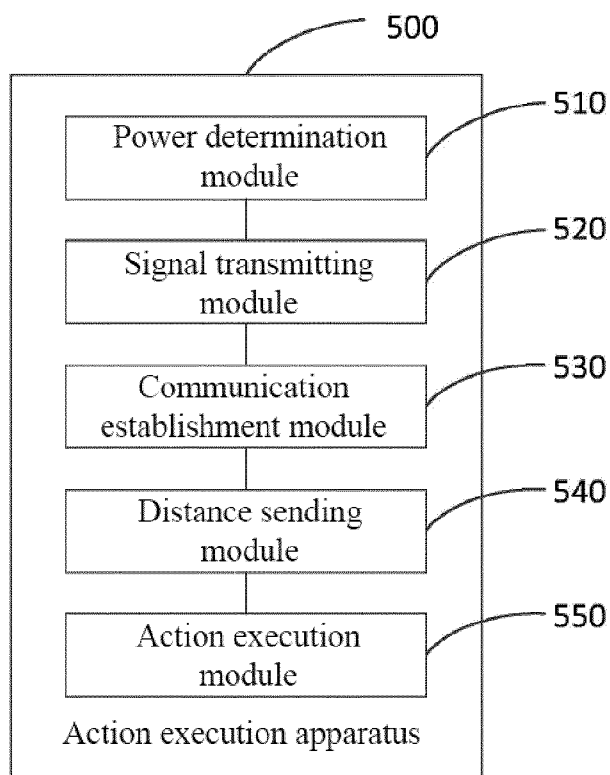 500
510
Power determination
module
520
Signal transmitting
module
530
Communication
establishment module
540
Distance sending
module
550
Action execution
module
Action execution apparatus